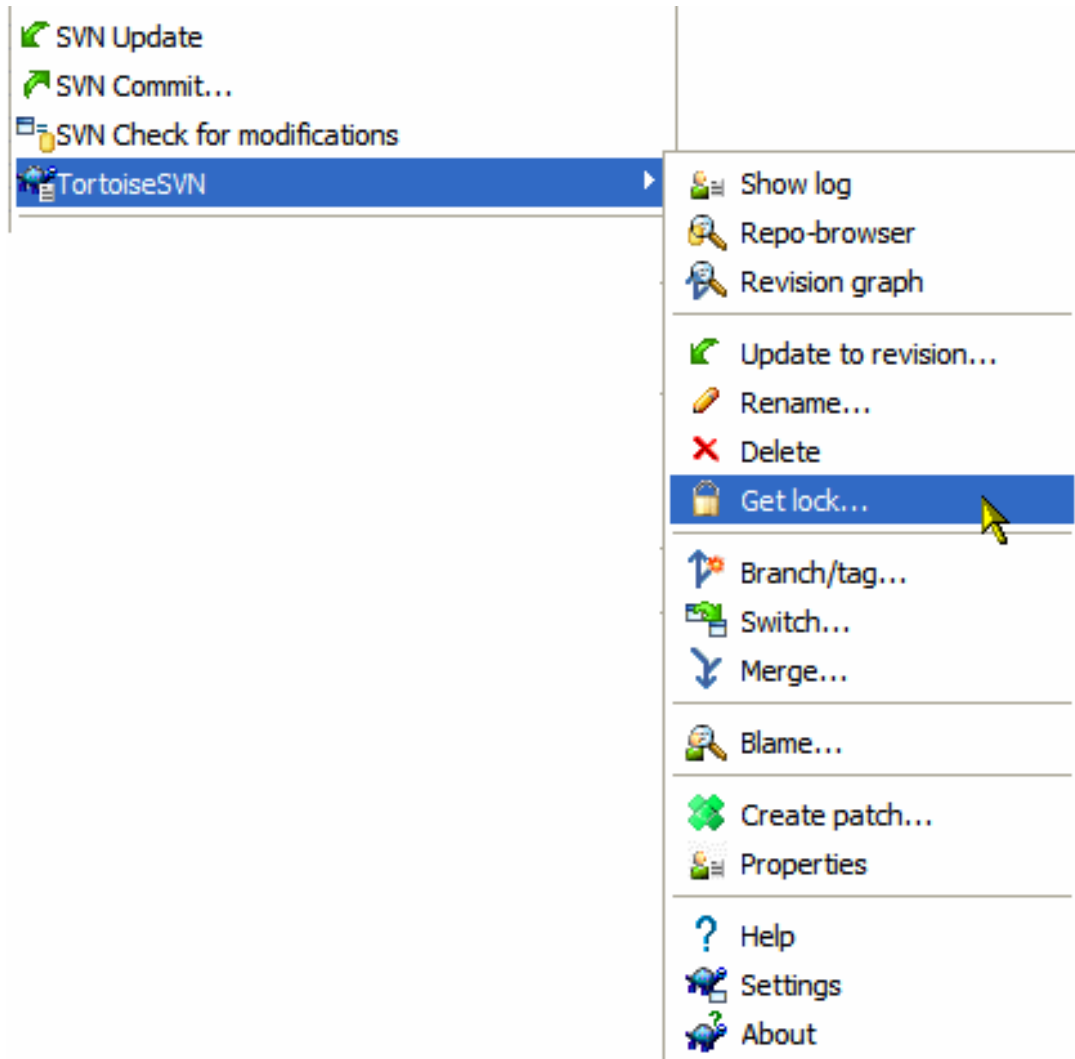 SVN Update
SVN Commit...
SVN Check for modifications
TortoiseSVN
Show log
Repo-browser
Revision graph
Update to revision...
Rename...
Delete
Get lock...
Branch/tag...
Switch...
Merge...
Blame...
Create patch...
Properties
Help
Settings
About